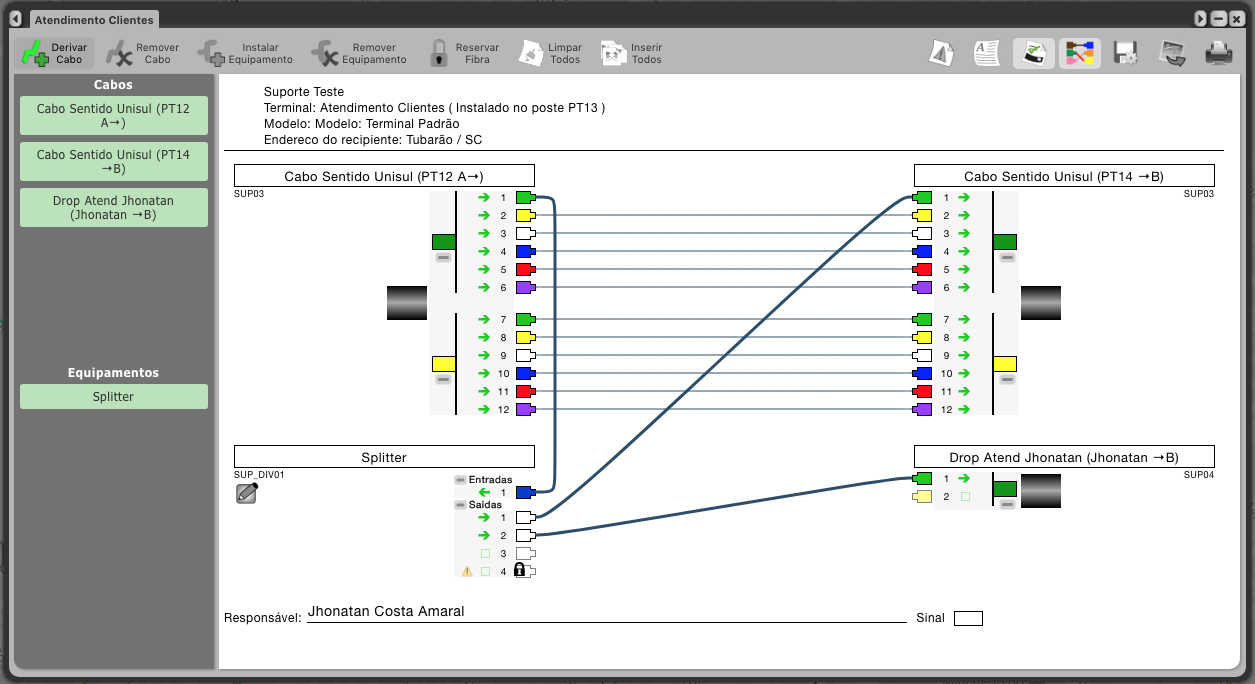 Atendimento Clientes
Derivar Cabo
Remover Cabo
Instalar Equipamento
Remover Equipamento
Reservar Fibra
Limpar Todos
Inserir Todos
Cabos
Cabo Sentido Unisul (PT12
A→)
Cabo Sentido Unisul (PT14
→B)
Drop Atend Jhonatan
(Jhonatan →B)
Equipamentos
Splitter
Suporte Teste
Terminal: Atendimento Clientes ( Instalado no poste PT13 )
Modelo: Modelo: Terminal Padrão
Endereco do recipiente: Tubarão / SC
Cabo Sentido Unisul (PT12 A→)
SUP03
1
2
3
4
5
6
7
8
9
10
11
12
Cabo Sentido Unisul (PT14 →B)
SUP03
1
2
3
4
5
6
7
8
9
10
11
12
Splitter
SUP_DIV01
Entradas
1
Saidas
1
2
3
4
Drop Atend Jhonatan (Jhonatan →B)
SUP04
1
2
Responsável: Jhonatan Costa Amaral
Sinal